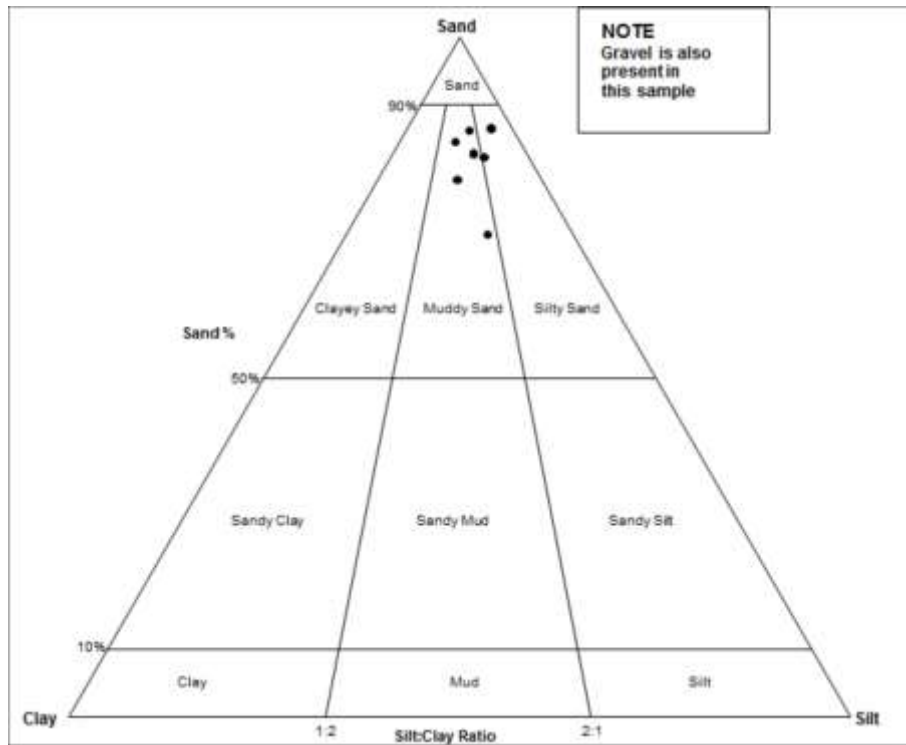 Sand
NOTE
Gravel is also
present in
this sample
Sand
90%
Clayey Sand
Muddy Sand
Silty Sand
Sand %
50%
Sandy Clay
Sandy Mud
Sandy Silt
10%
Clay
Mud
Silt
Clay
Silt
1:2
2:1
Silt:Clay Ratio